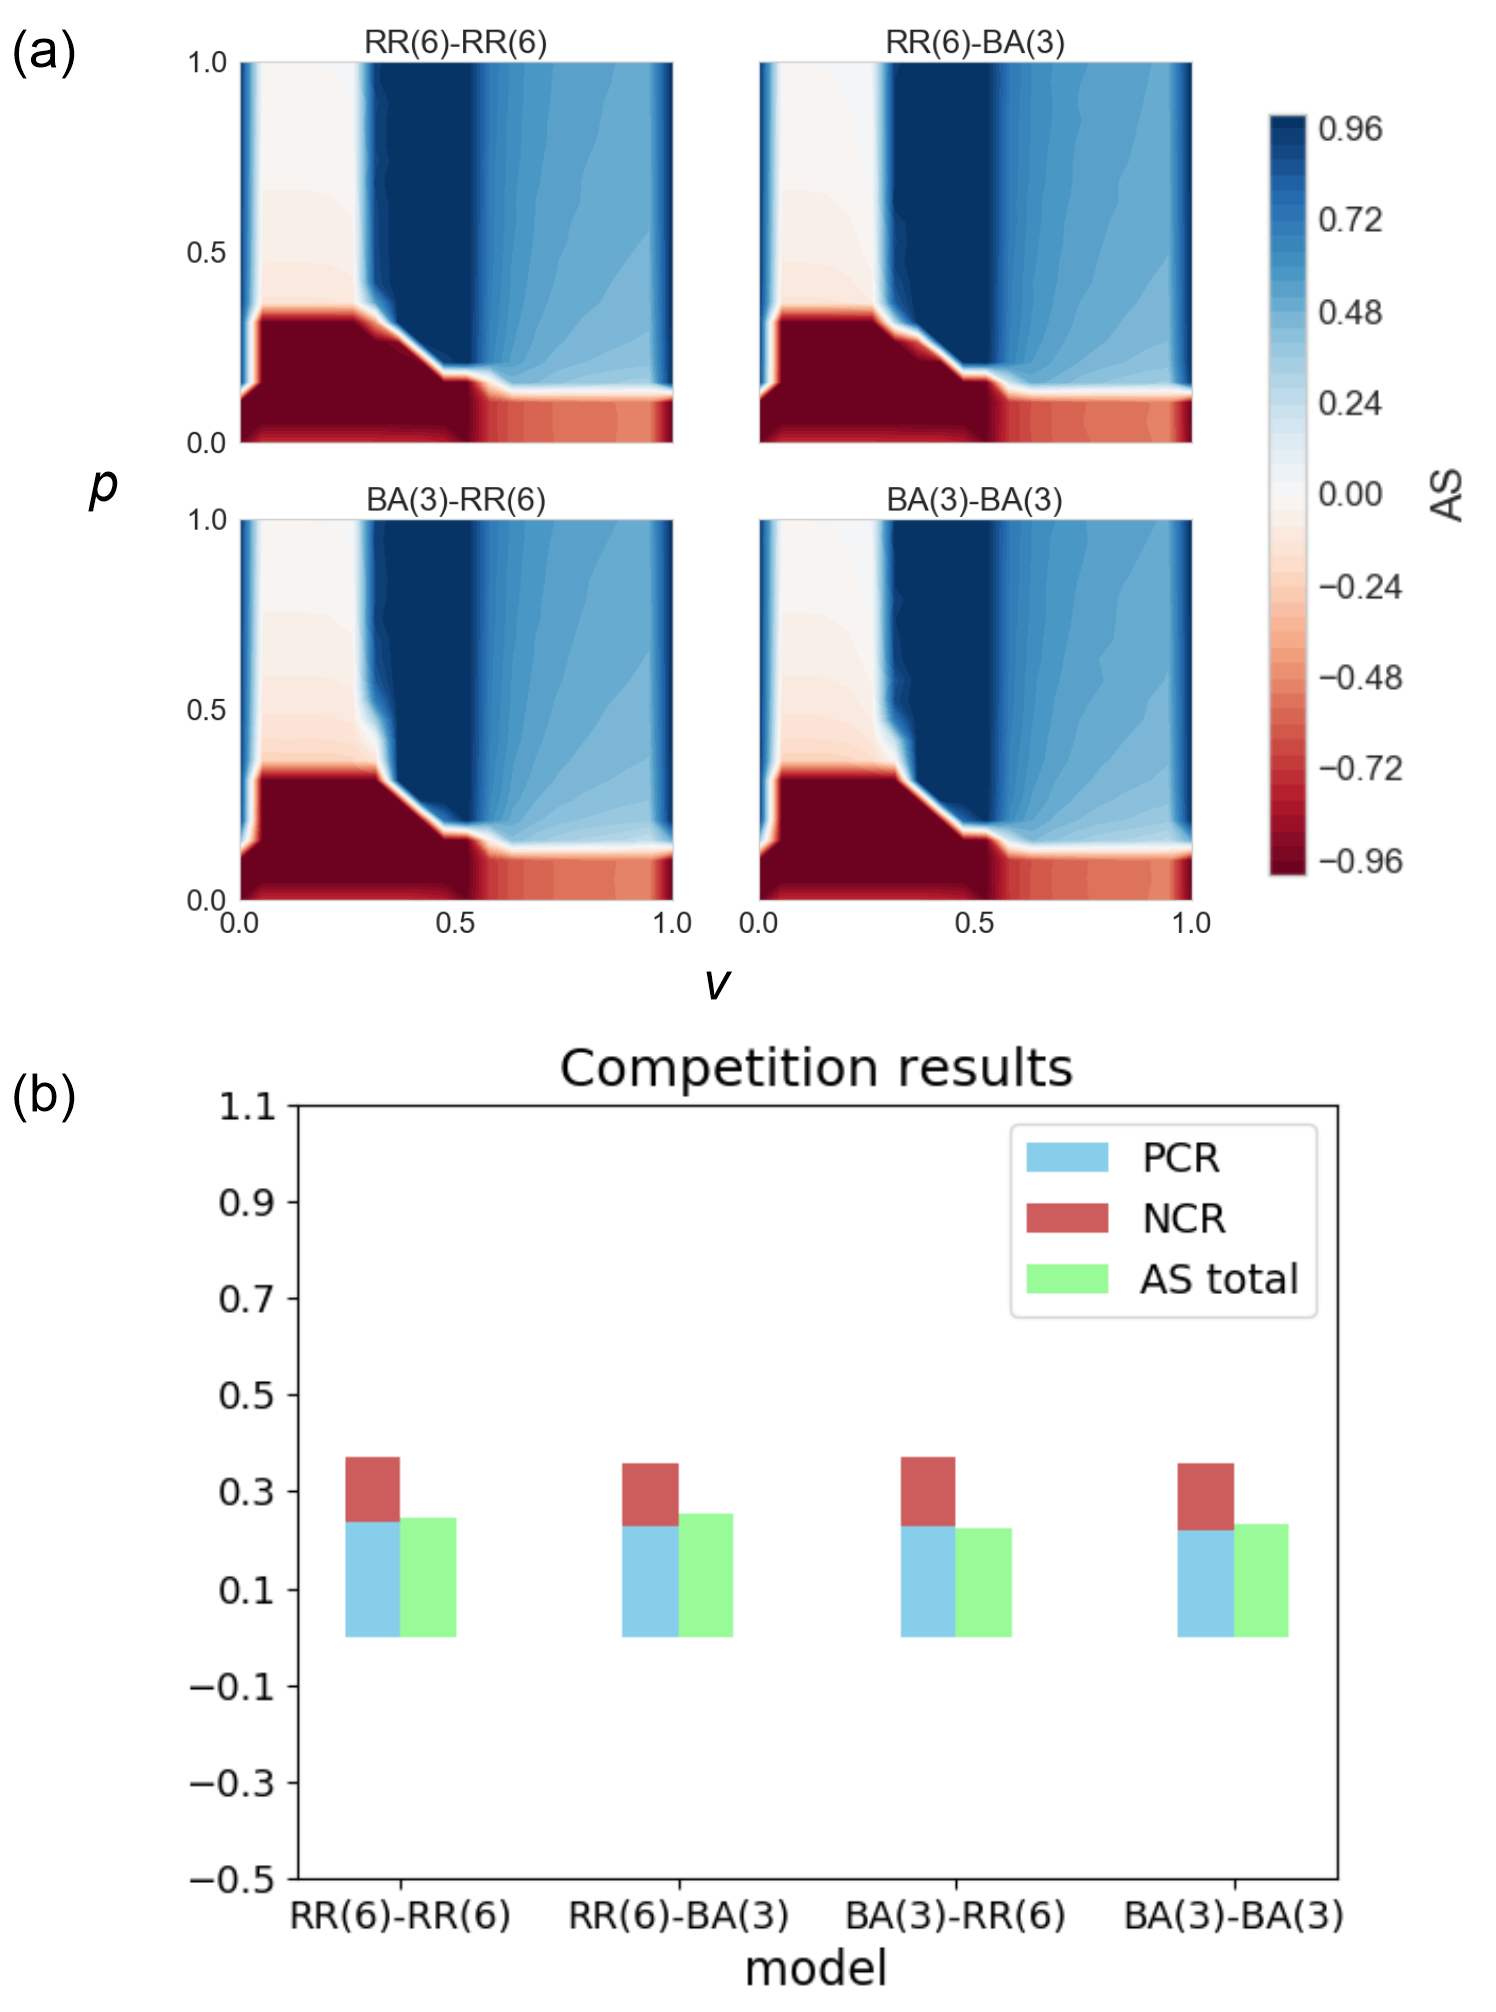 (a)
RR(6)-RR(6)
RR(6)-BA(3)
1.0
0.5
0.0
BA(3)-RR(6)
BA(3)-BA(3)
1.0
0.5
0.0
0.0 0.5 1.0
0.0 0.5 1.0
p
v
0.96
0.72
0.48
0.24
0.00
−0.24
−0.48
−0.72
−0.96
AS
(b)
Competition results
1.1
0.9
0.7
0.5
0.3
0.1
−0.1
−0.3
−0.5
PCR
NCR
AS total
RR(6)-RR(6) RR(6)-BA(3) BA(3)-RR(6) BA(3)-BA(3)
model